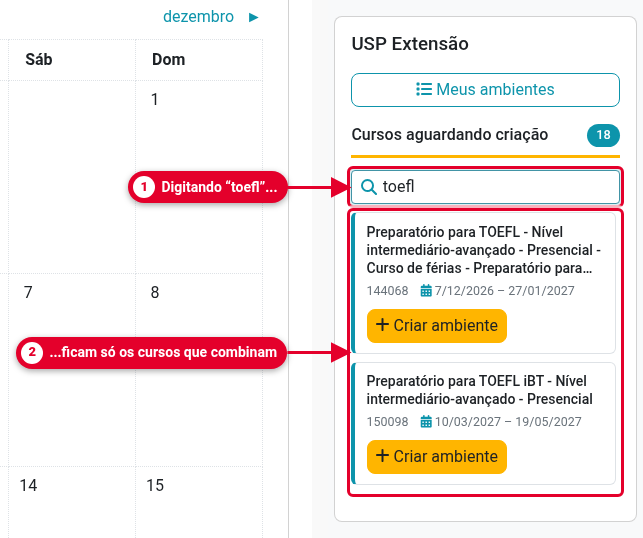 dezembro
Sáb
Dom
1
7
8
14
15
USP Extensão
Meus ambientes
Cursos aguardando criação
18
1 Digitando “toefl”...
toefl
Preparatório para TOEFL - Nível
intermediário-avançado - Presencial -
Curso de férias - Preparatório para...
144068 7/12/2026 – 27/01/2027
+ Criar ambiente
2 ...ficam só os cursos que combinam
Preparatório para TOEFL iBT - Nível
intermediário-avançado - Presencial
150098 10/03/2027 – 19/05/2027
+ Criar ambiente